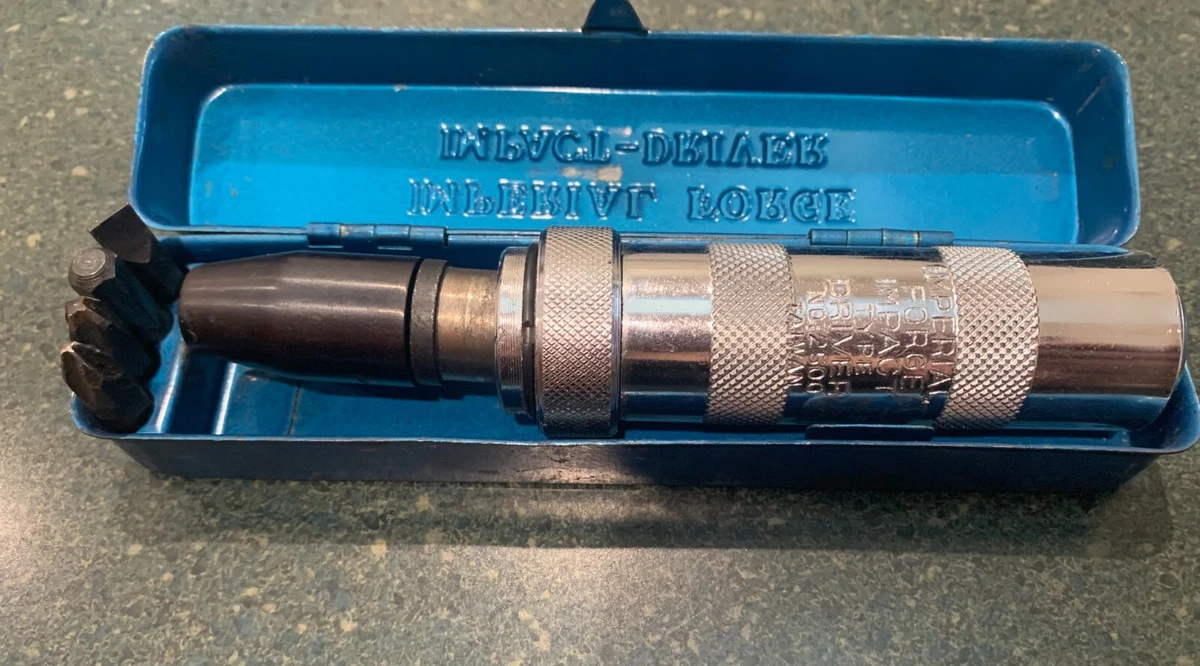 IMPERIAL FORGE
IMPACT-DRIVER
IMPERIAL
FORGE
IMPACT
DRIVER
TAIWAN